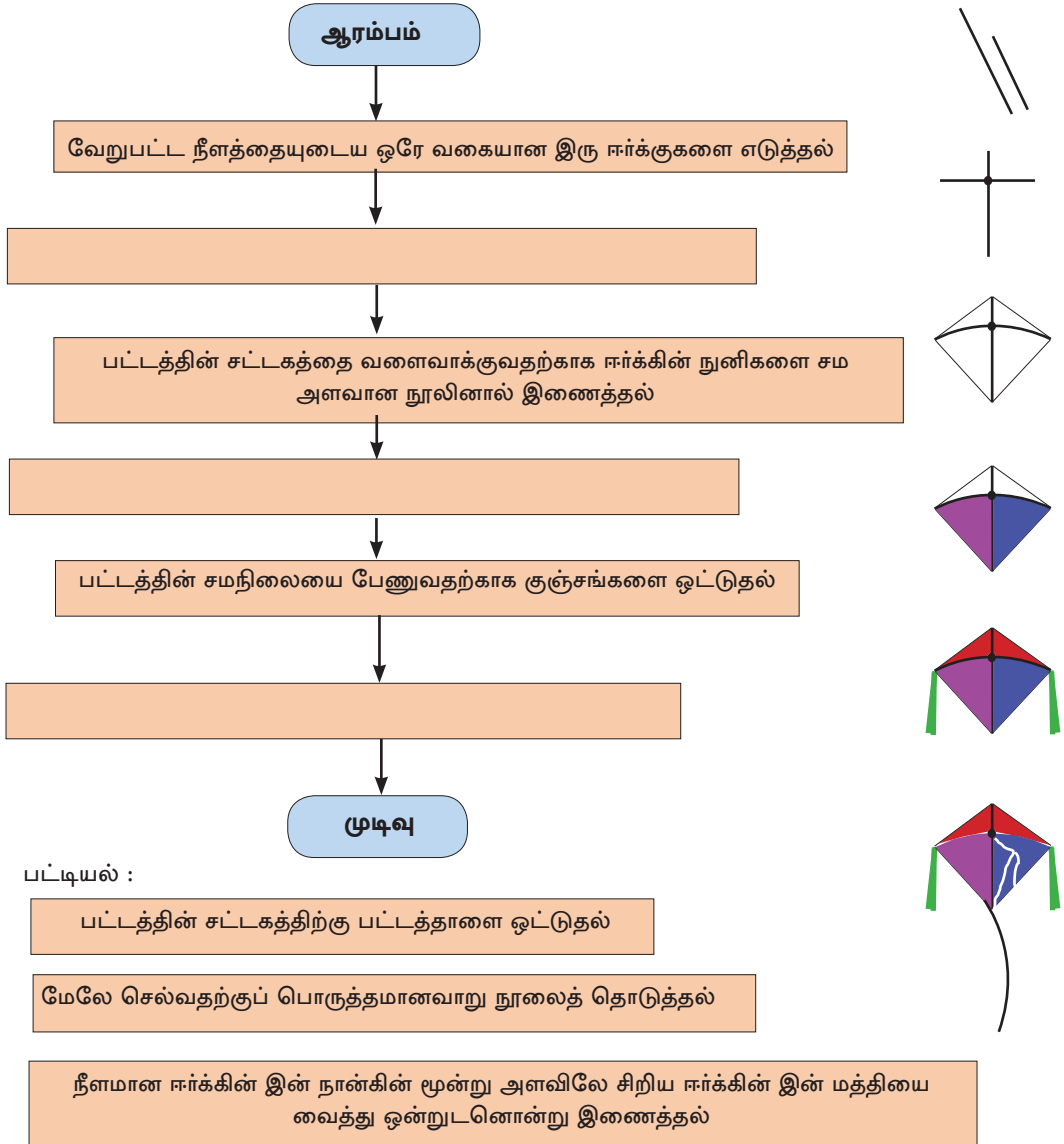 ஆரம்பம்
வேறுபட்ட நீளத்தையுடைய ஒரே வகையான இரு ஈர்க்குகளை எடுத்தல்
பட்டத்தின் சட்டகத்தை வளைவாக்குவதற்காக ஈர்க்கின் நுனிகளை சம
அளவான நூலினால் இணைத்தல்
பட்டத்தின் சமநிலையை பேணுவதற்காக குஞ்சங்களை ஒட்டுதல்
முடிவு
பட்டியல் :
பட்டத்தின் சட்டகத்திற்கு பட்டத்தாளை ஒட்டுதல்
மேலே செல்வதற்குப் பொருத்தமானவாறு நூலைத் தொடுத்தல்
நீளமான ஈர்க்கின் இன் நான்கின் மூன்று அளவிலே சிறிய ஈர்க்கின் இன் மத்தியை
வைத்து ஒன்றுடனொன்று இணைத்தல்